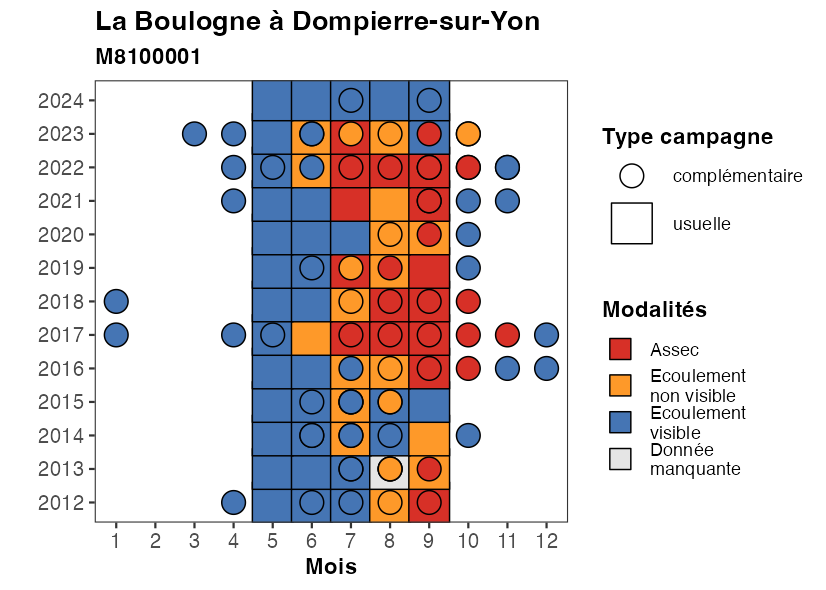 La Boulogne à Dompierre-sur-Yon
M8100001
2024
2023
2022
2021
2020
2019
2018
2017
2016
2015
2014
2013
2012
1 2 3 4 5 6 7 8 9 10 11 12
Mois
Type campagne
complémentaire
usuelle
Modalités
Assec
Ecoulement
non visible
Ecoulement
visible
Donnée
manquante